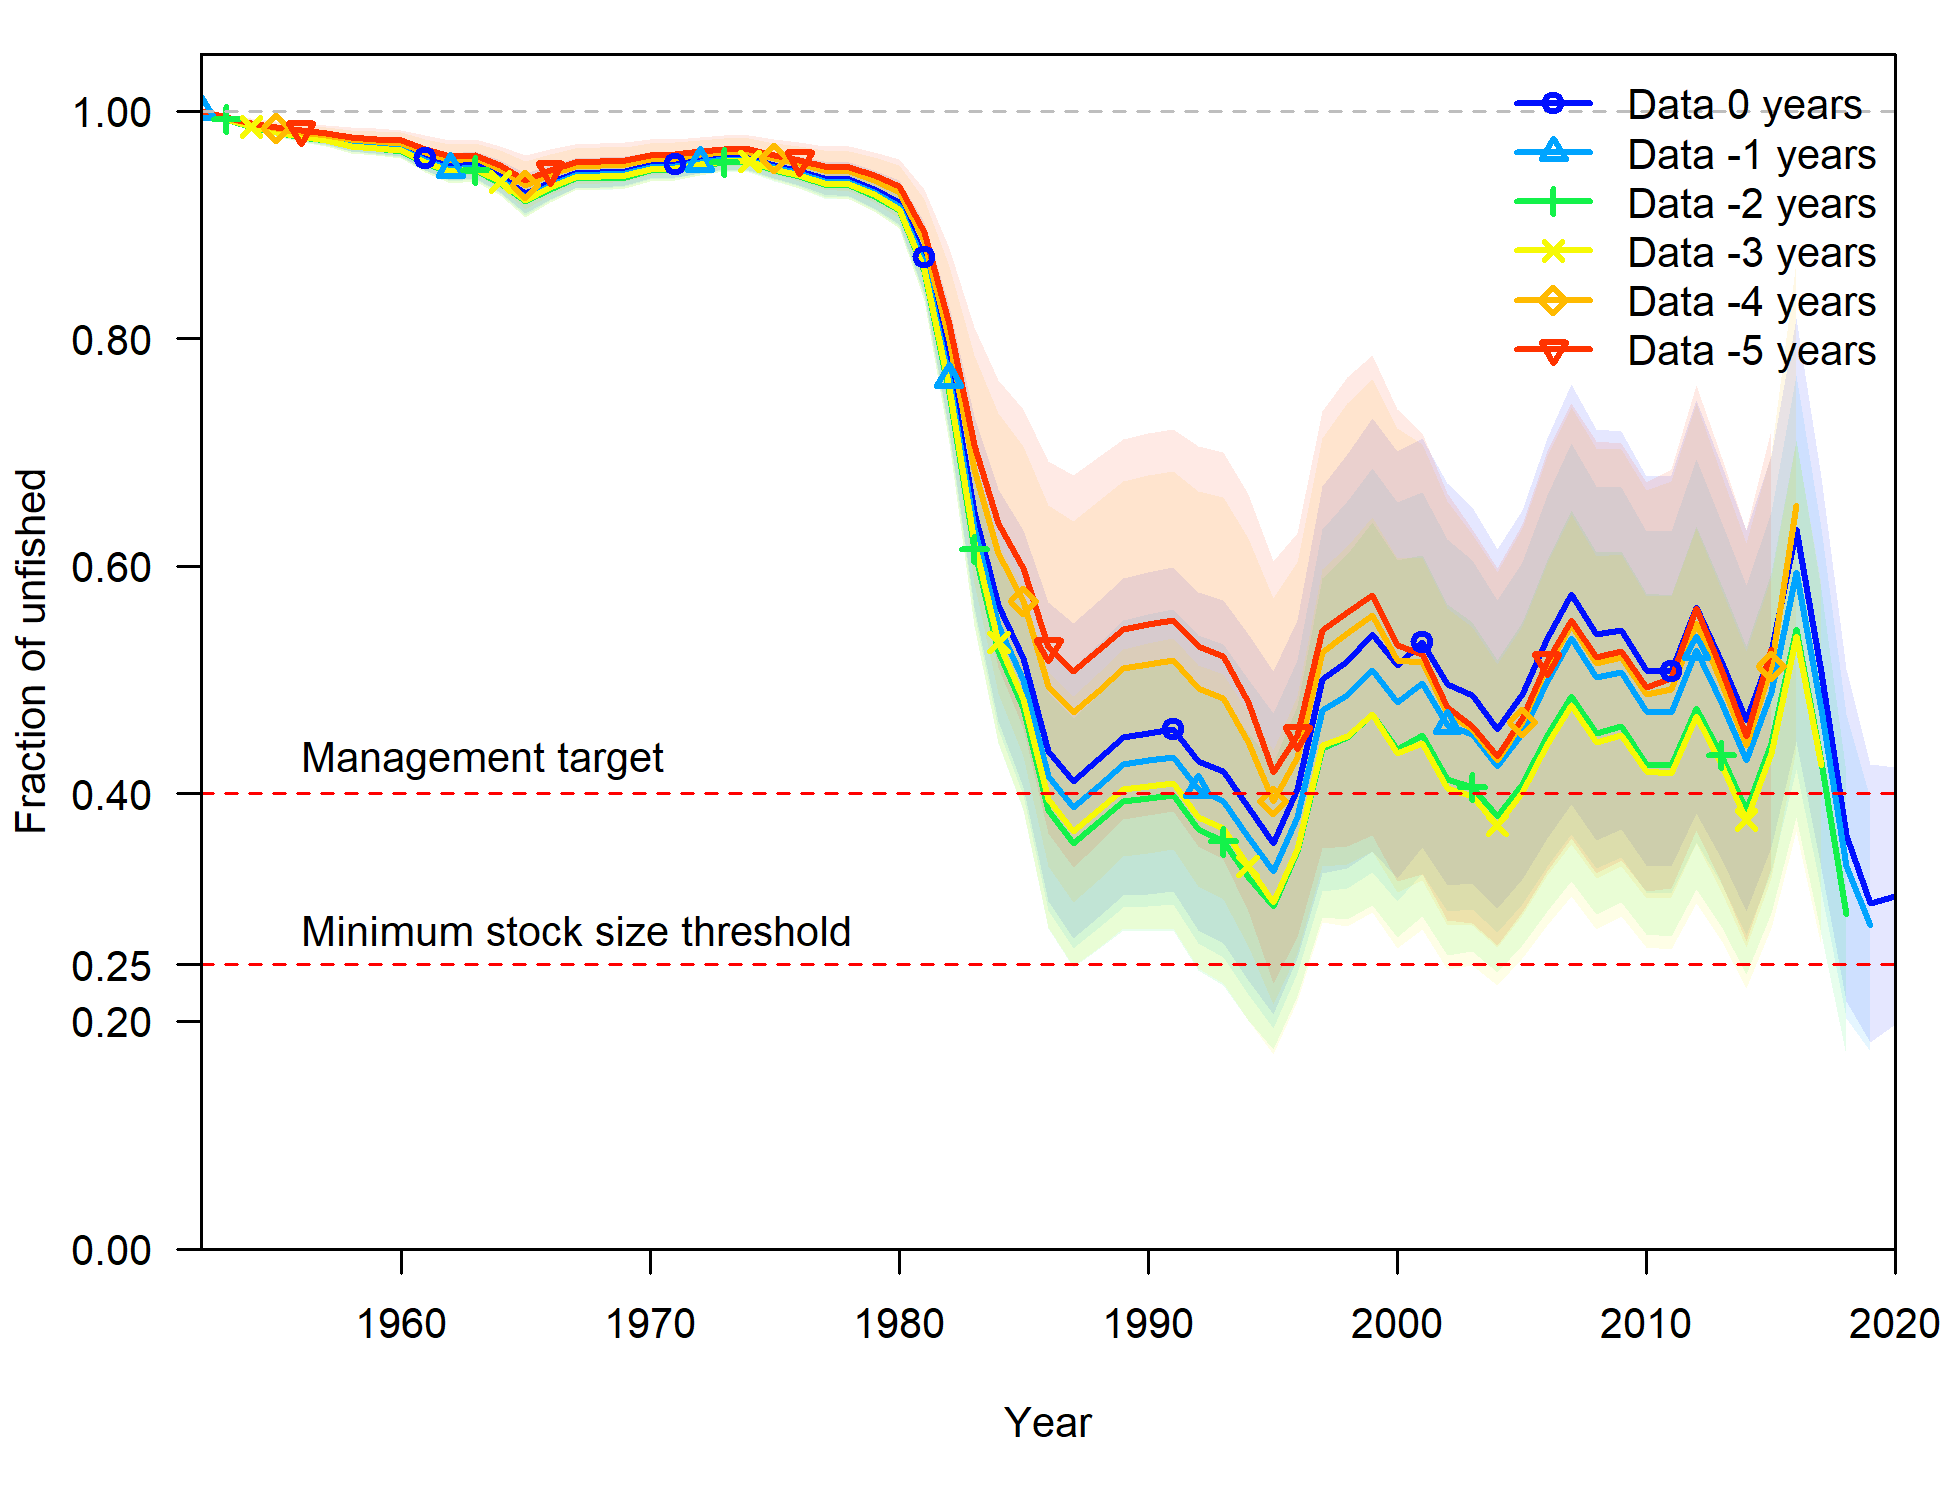 Fraction of unfished
1.00
0.80
0.60
0.40
0.25
0.20
0.00
Data 0 years
Data -1 years
Data -2 years
Data -3 years
Data -4 years
Data -5 years
Management target
Minimum stock size threshold
1960 1970 1980 1990 2000 2010 2020
Year